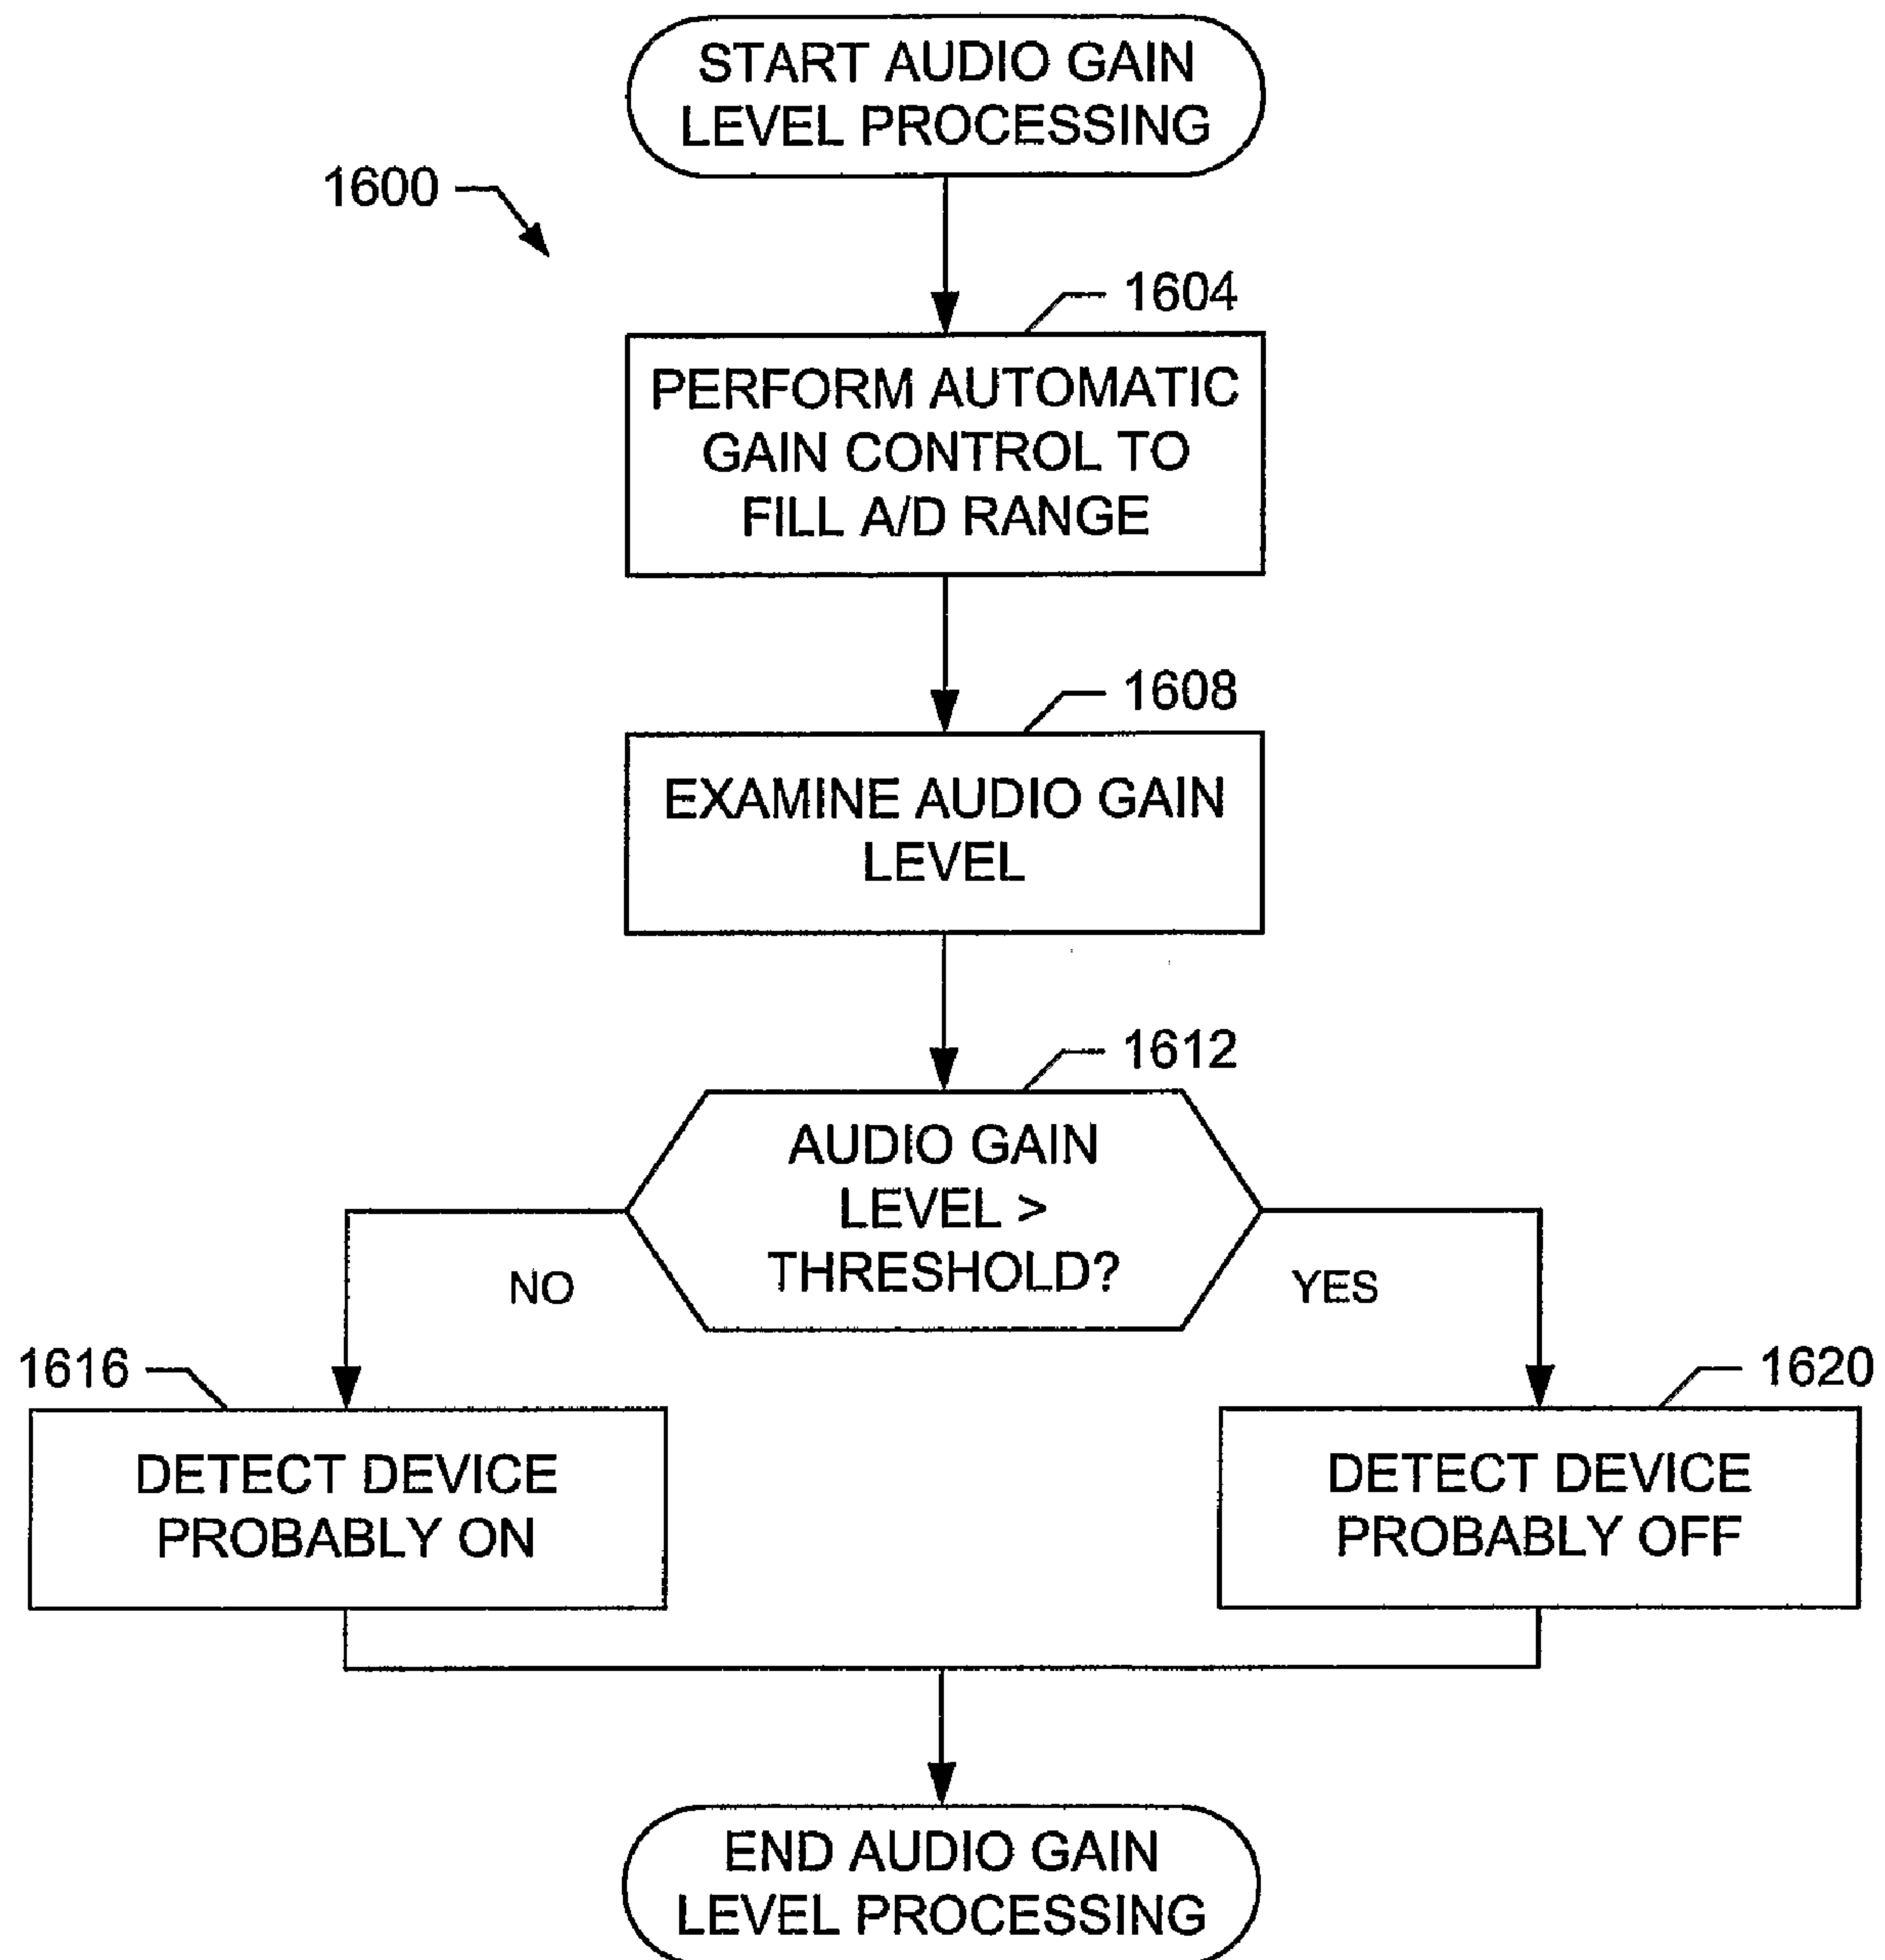 START AUDIO GAIN
LEVEL PROCESSING
1600
1604
PERFORM AUTOMATIC
GAIN CONTROL TO
FILL A/D RANGE
1608
EXAMINE AUDIO GAIN
LEVEL
1612
AUDIO GAIN
LEVEL >
THRESHOLD?
NO
YES
1616
1620
DETECT DEVICE
PROBABLY ON
DETECT DEVICE
PROBABLY OFF
END AUDIO GAIN
LEVEL PROCESSING